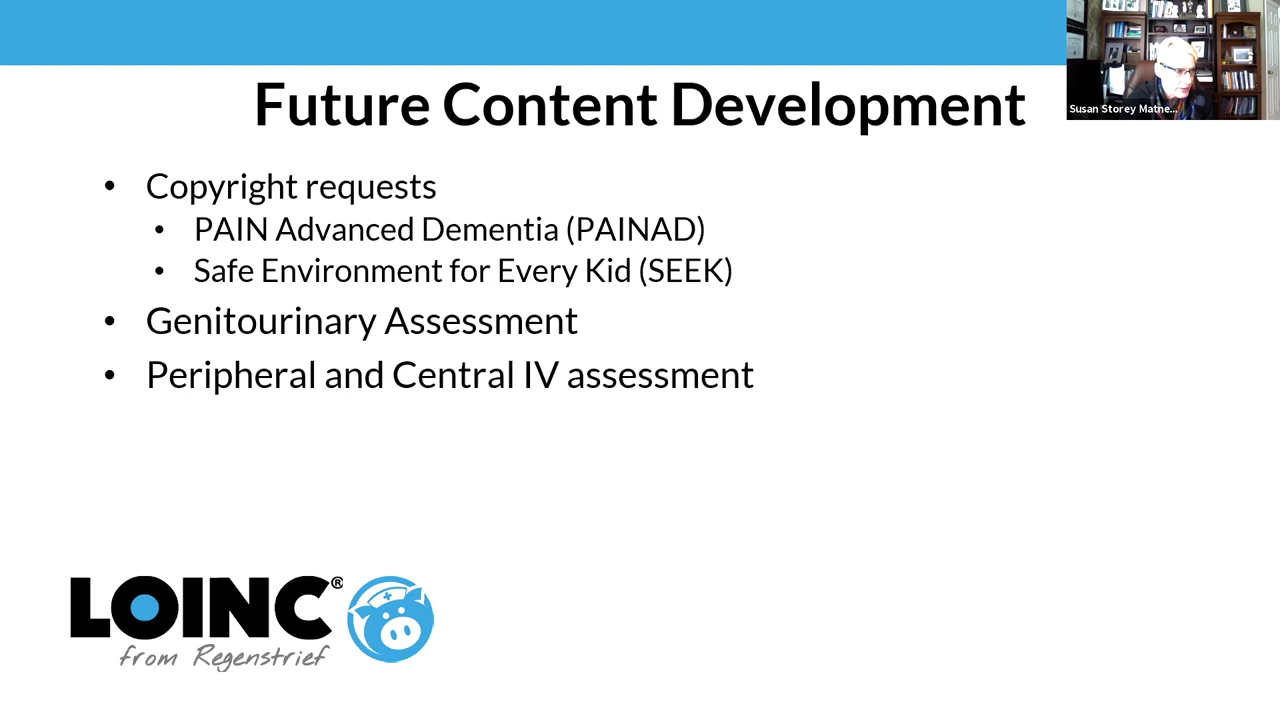 Future Content Development
Susan Storey Matne...
• Copyright requests
• PAIN Advanced Dementia (PAINAD)
• Safe Environment for Every Kid (SEEK)
• Genitourinary Assessment
• Peripheral and Central IV assessment
LOINC®
from Regenstrief